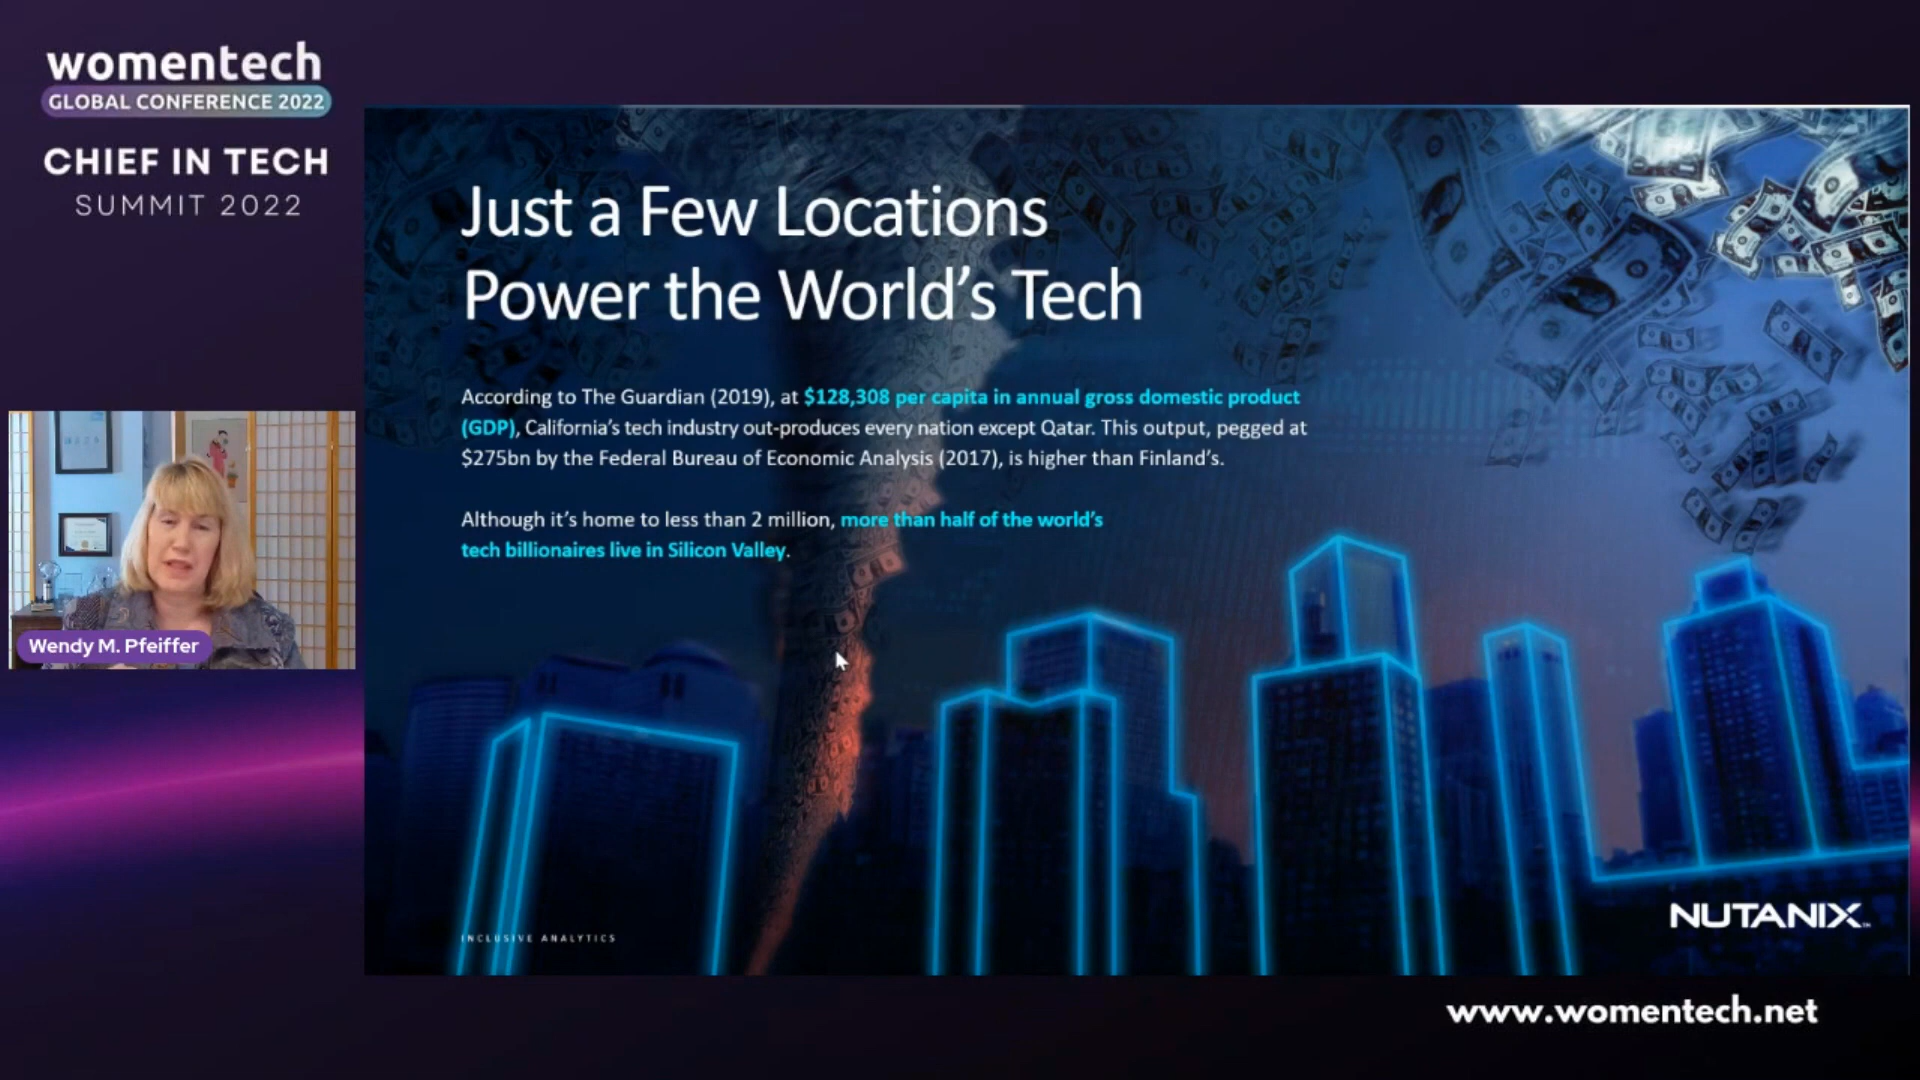 womentech
GLOBAL CONFERENCE 2022
CHIEF IN TECH
SUMMIT 2022
Just a Few Locations
Power the World's Tech
According to The Guardian (2019), at $128,308 per capita in annual gross domestic product
(GDP), California's tech industry out-produces every nation except Qatar. This output, pegged at
$275bn by the Federal Bureau of Economic Analysis (2017), is higher than Finland's.
Although it's home to less than 2 million, more than half of the world's
tech billionaires live in Silicon Valley.
Wendy M. Pfeiffer
INCLUSIVE ANALYTICS
NUTANIX
www.womentech.net